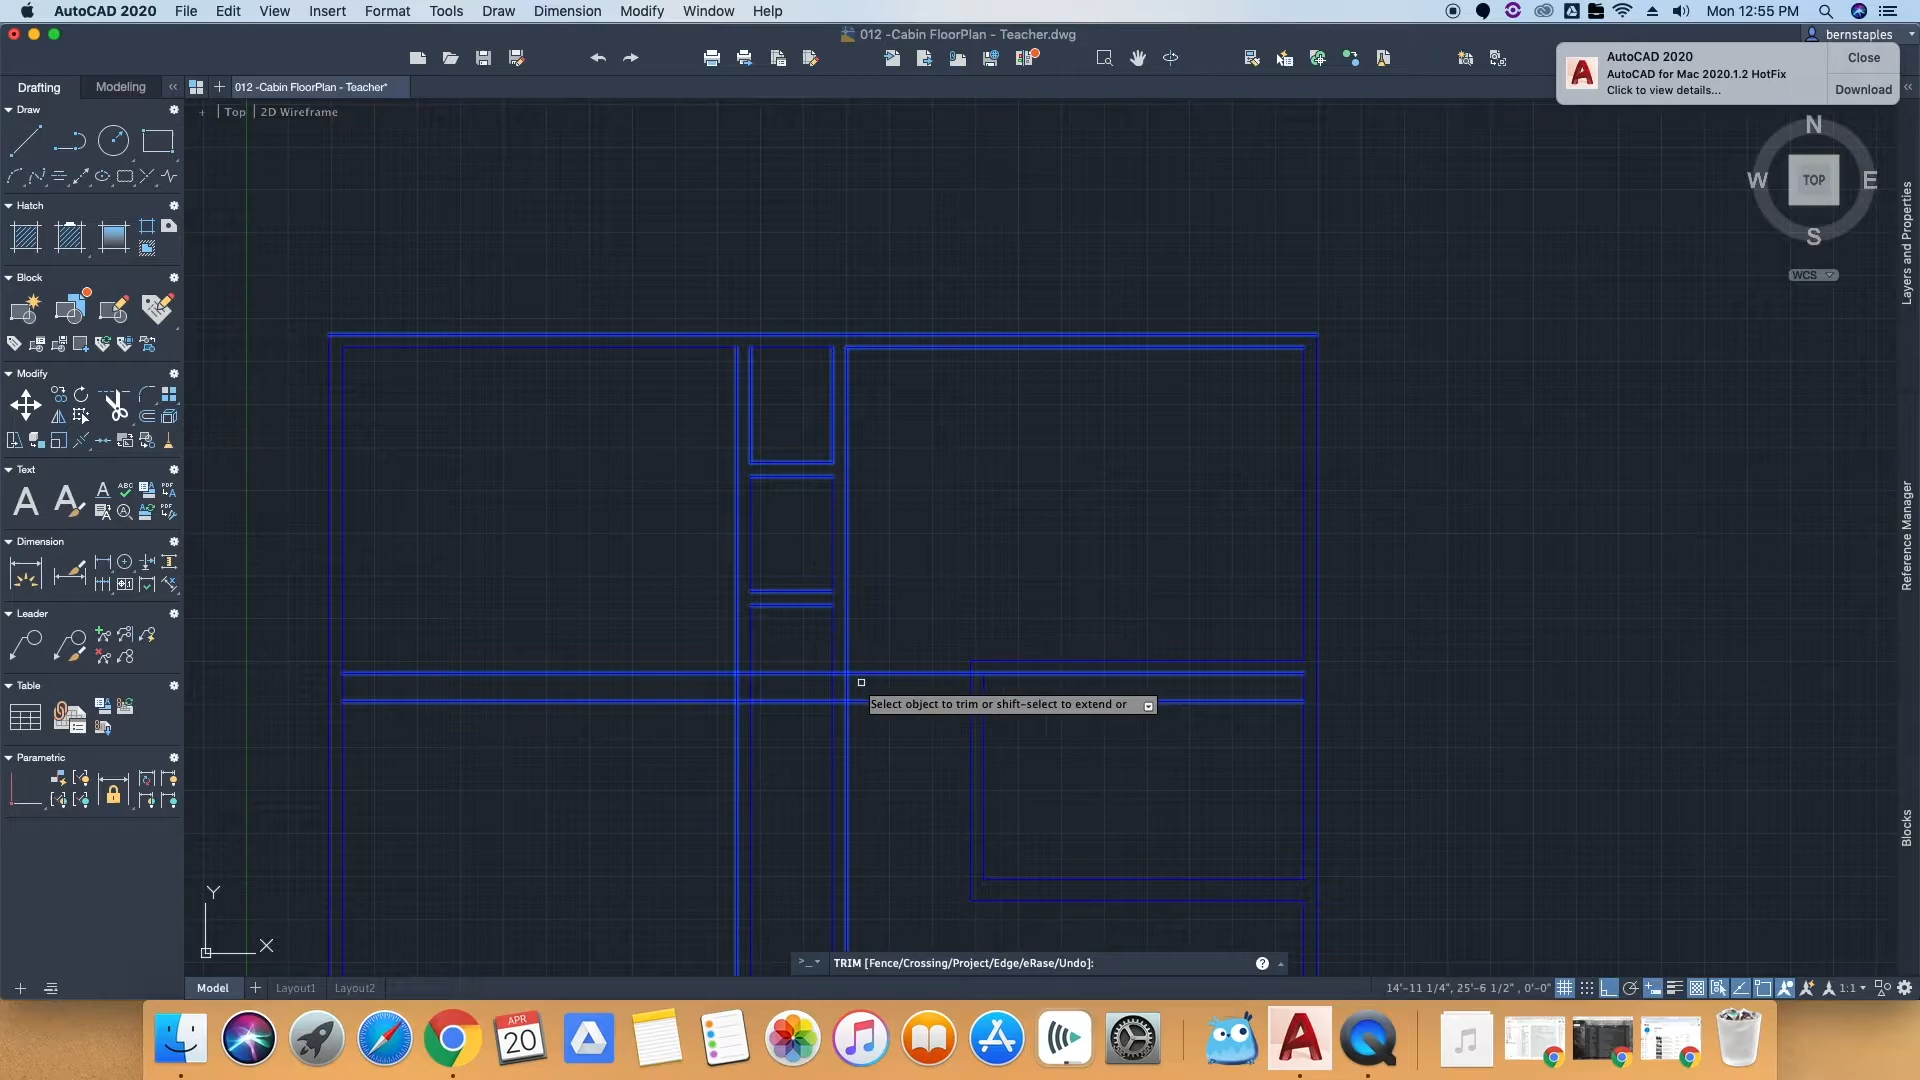 AutoCAD 2020 File Edit View Insert Format Tools Draw Dimension Modify Window Help Mon 12:55 PM
012 -Cabin FloorPlan - Teacher.dwg bernstaples
AutoCAD 2020
AutoCAD for Mac 2020.1.2 HotFix
Click to view details...
Close
Download
Drafting Modeling 012 -Cabin FloorPlan - Teacher*
Draw
+ Top 2D Wireframe
N
W TOP E
S
WCS
Hatch
Block
Modify
Text
Dimension
Leader
Table
Parametric
Layers and Properties
Reference Manager
Blocks
Select object to trim or shift-select to extend or
Y
X
>_ TRIM [Fence/Crossing/Project/Edge/eRase/Undo]: ?
Model Layout1 Layout2 14'-11 1/4", 25'-6 1/2" , 0'-0" 1:1
APR
20